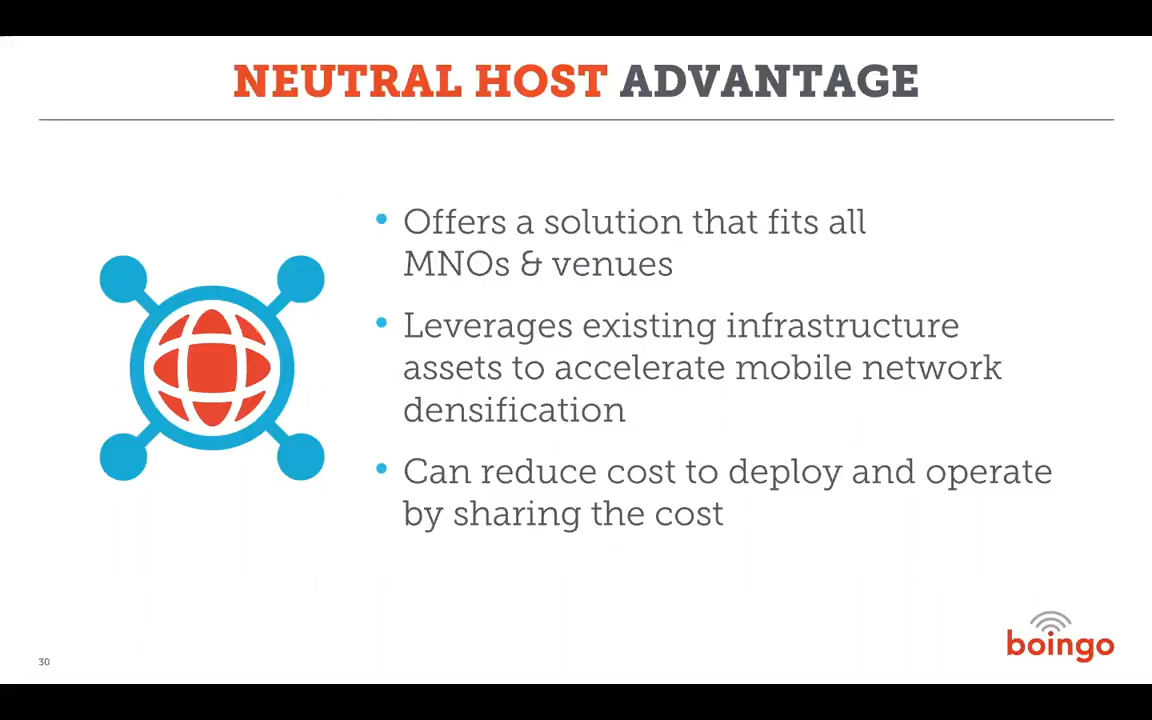 NEUTRAL HOST ADVANTAGE
• Offers a solution that fits all
MNOs & venues
• Leverages existing infrastructure
assets to accelerate mobile network
densification
• Can reduce cost to deploy and operate
by sharing the cost
boingo
30